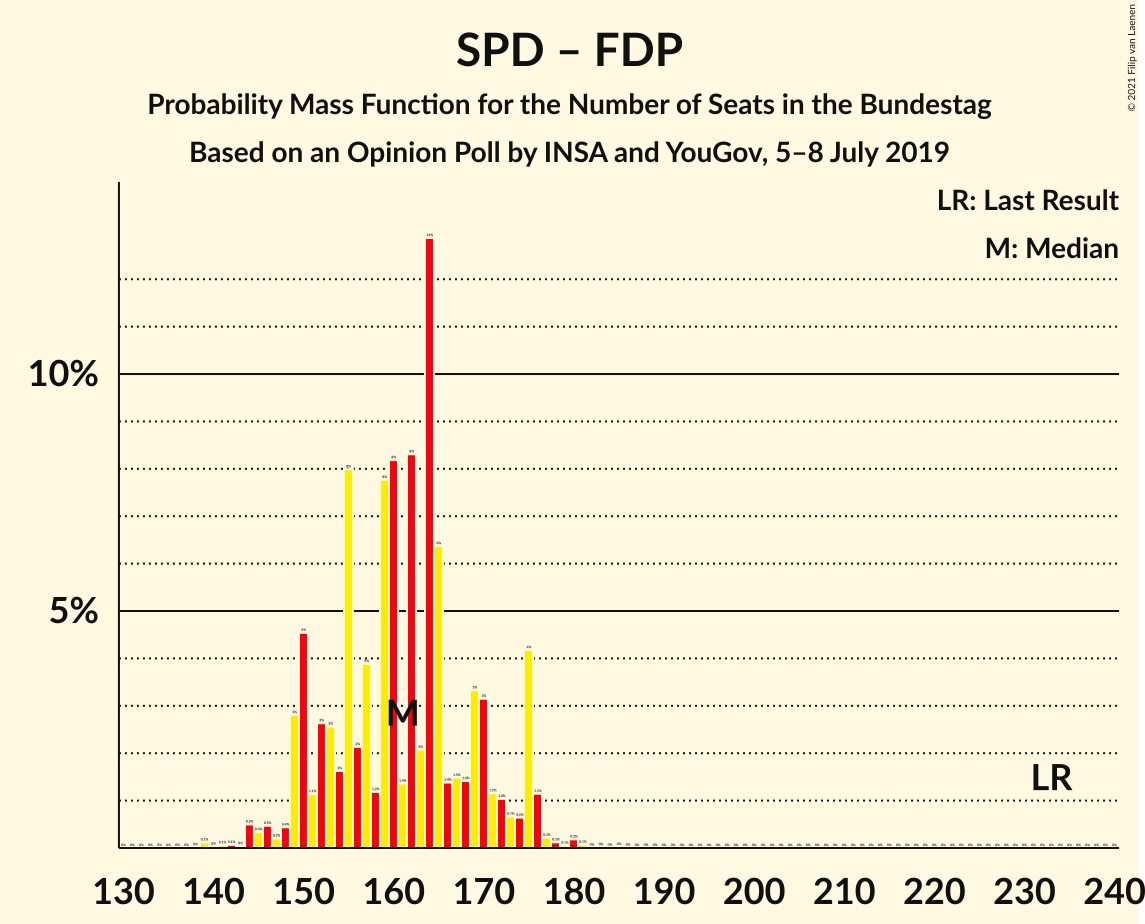 SPD – FDP
Probability Mass Function for the Number of Seats in the Bundestag
Based on an Opinion Poll by INSA and YouGov, 5–8 July 2019
© 2021 Filip van Laenen
LR: Last Result
M: Median
10%
5%
M
LR
130 140 150 160 170 180 190 200 210 220 230 240